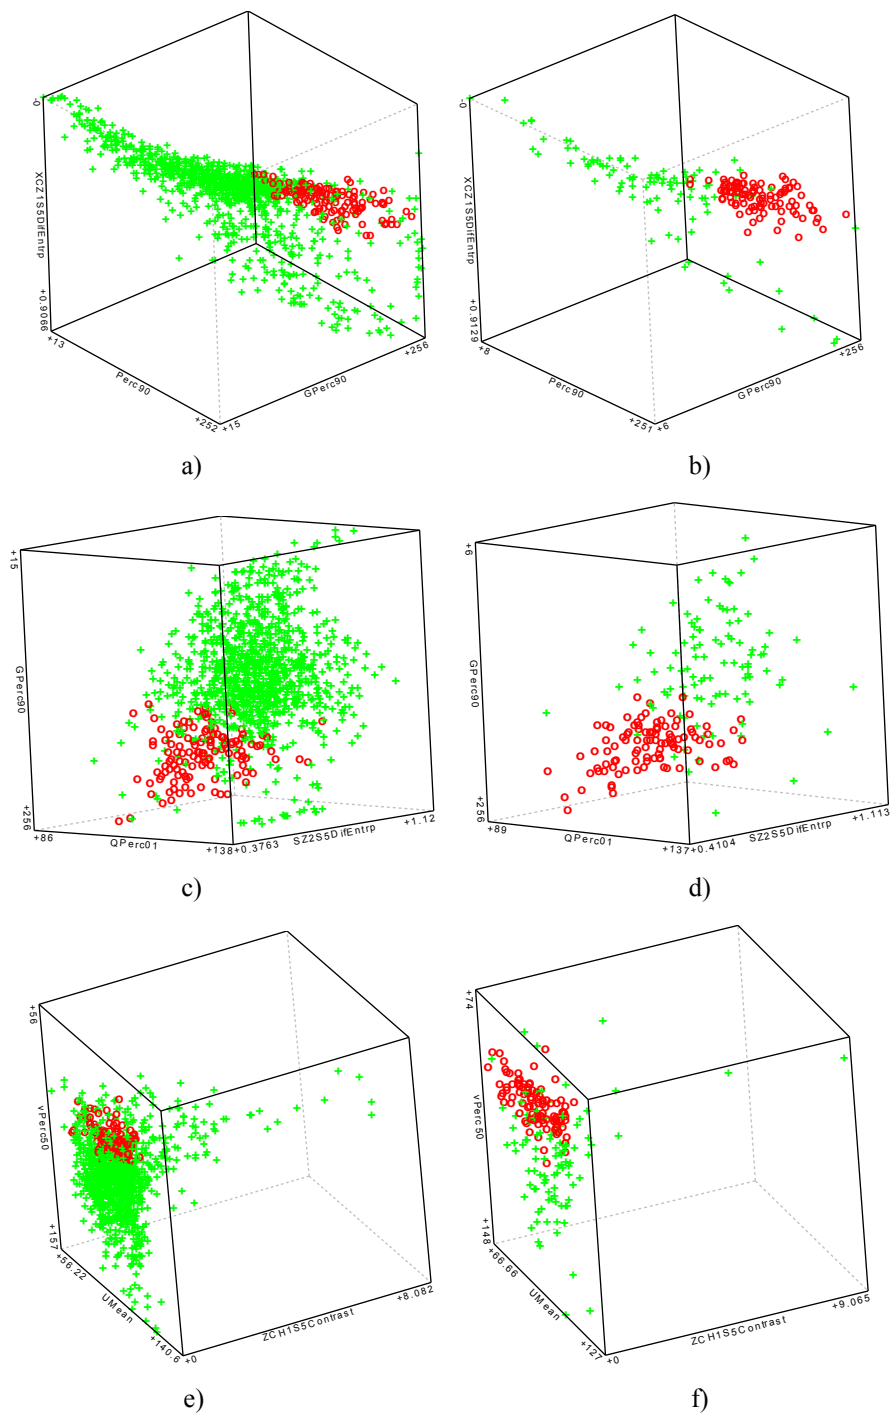 -0
XCZ1S5DifEntrp
+0.9066
+13
Perc90
+252
+15
GPerc90
+256
a)
-0
XCZ1S5DifEntrp
+0.9129
+8
Perc90
+251
+6
GPerc90
+256
b)
+15
GPerc90
+256
+86
QPerc01
+138
+0.3763
SZ2S5DifEntrp
+1.12
c)
+6
GPerc90
+256
+89
QPerc01
+137
+0.4104
SZ2S5DifEntrp
+1.113
d)
+56
vPerc50
+157
+56.22
UMean
+140.6
+0
ZCH1S5Contrast
+8.082
e)
+74
vPerc50
+148
+66.66
UMean
+127
+0
ZCH1S5Contrast
+9.065
f)